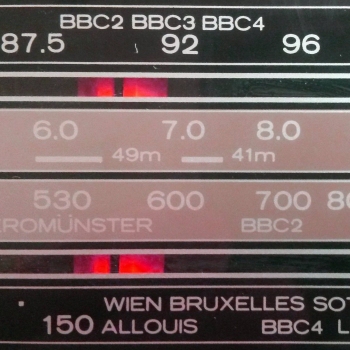 BBC2 BBC3 BBC4
87.5 92 96
6.0 7.0 8.0
49m 41m
530 600 700
BBC2
WIEN BRUXELLES
150 ALLOUIS BBC4